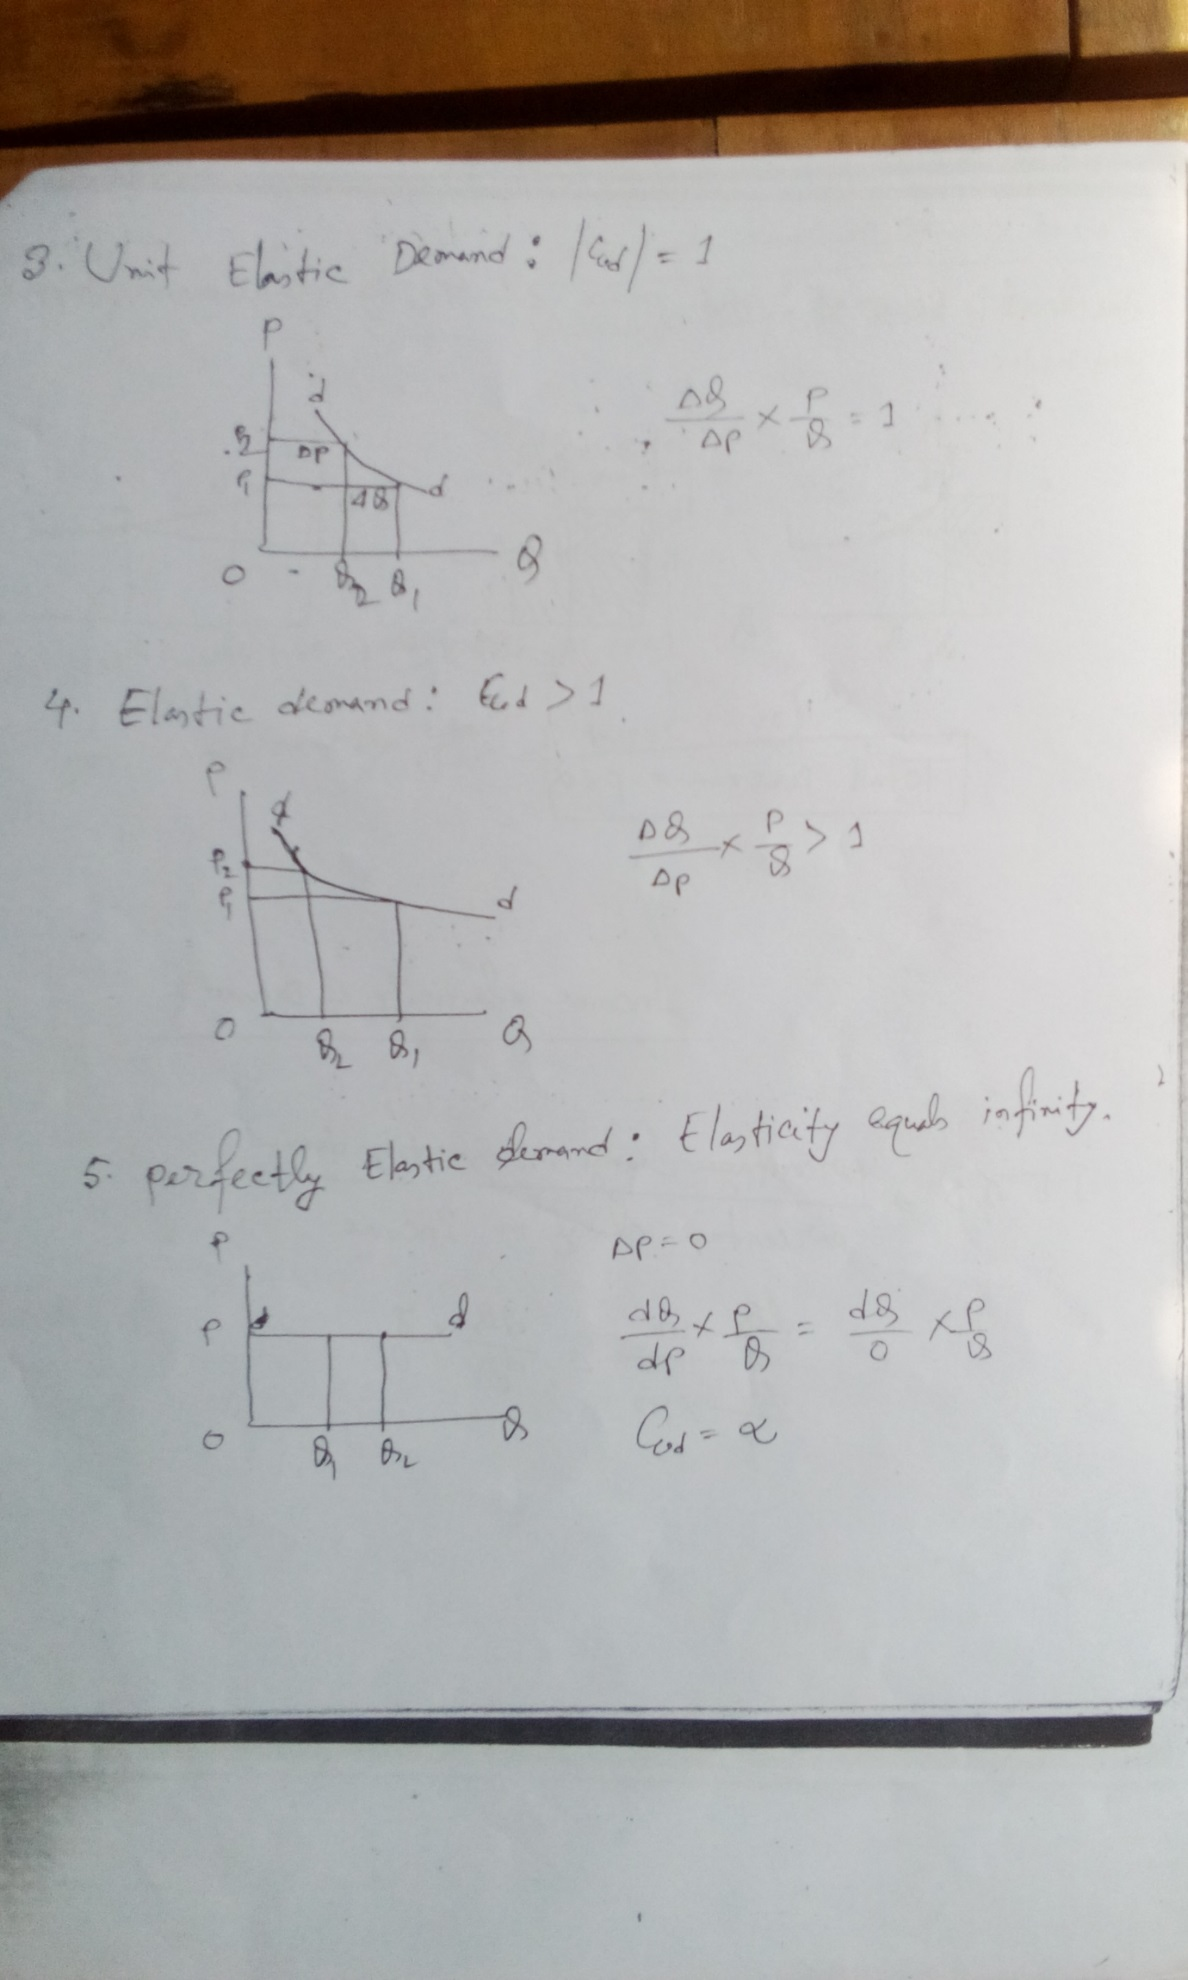 3. Unit Elastic Demand: |Ed| = 1
P
d
ΔQ/ΔP × P/Q = 1
P2
ΔP
P1
ΔQ
d
O
Q2
Q1
Q
4. Elastic demand: Ed > 1
P
d
ΔQ/ΔP × P/Q > 1
P2
P1
d
O
Q2
Q1
Q
5. perfectly Elastic demand: Elasticity equals infinity.
P
ΔP = 0
d
d
P
dQ/dP × P/Q = dQ/0 × P/Q
O
Q1
Q2
Q
Ed = α